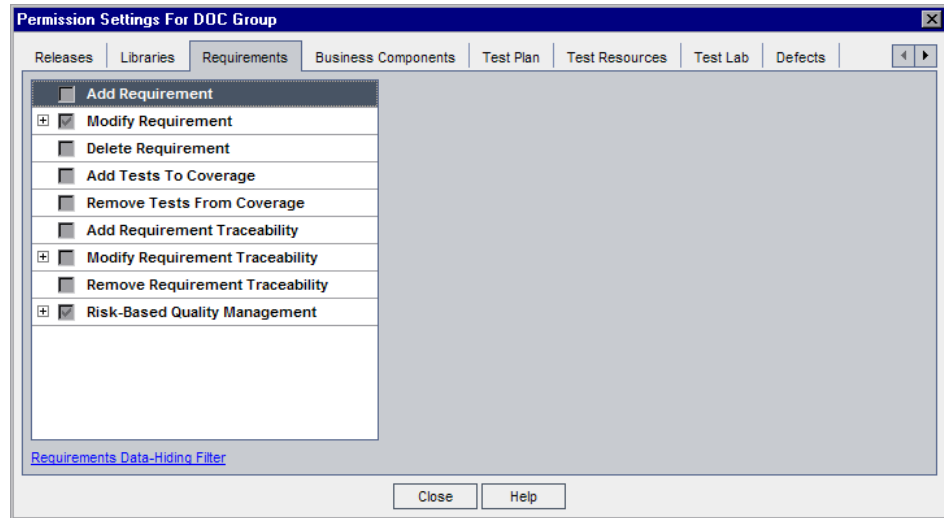 Permission Settings For DOC Group
Releases Libraries Requirements Business Components Test Plan Test Resources Test Lab Defects
Add Requirement
Modify Requirement
Delete Requirement
Add Tests To Coverage
Remove Tests From Coverage
Add Requirement Traceability
Modify Requirement Traceability
Remove Requirement Traceability
Risk-Based Quality Management
Requirements Data-Hiding Filter
Close Help